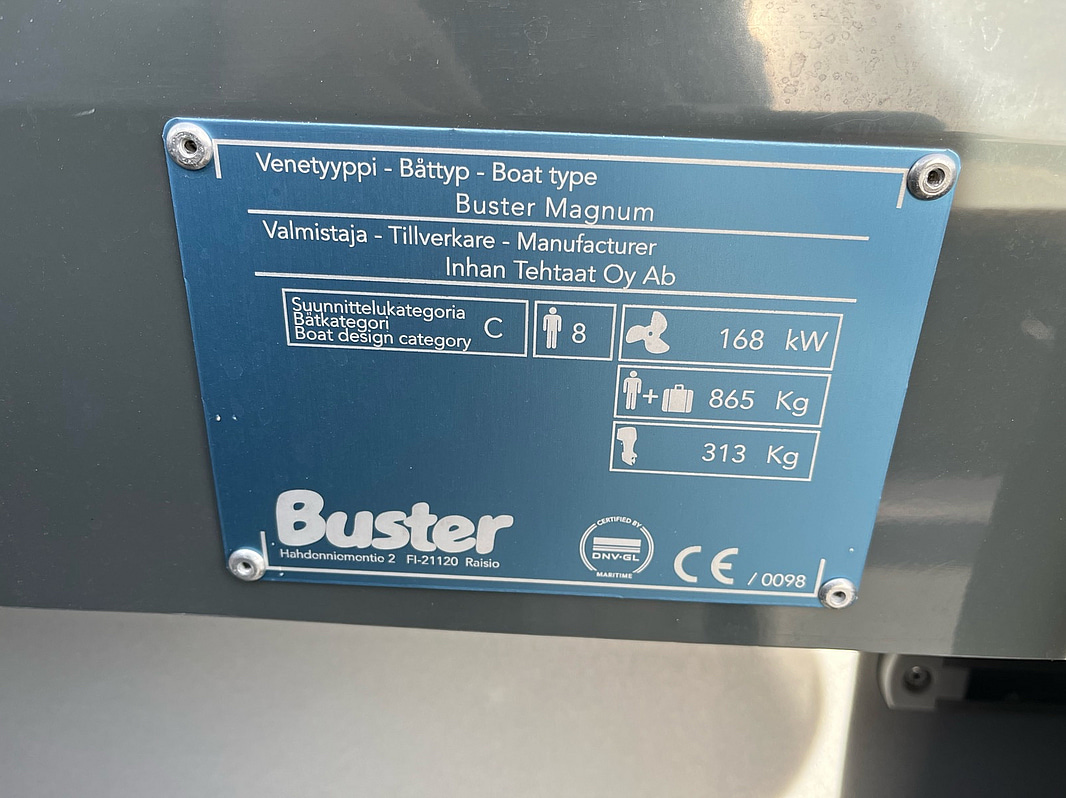 Venetyyppi - Båttyp - Boat type
Buster Magnum
Valmistaja - Tillverkare - Manufacturer
Inhan Tehtaat Oy Ab
Suunnittelukategoria
Båtkategori
Boat design category
C
8
168 kW
+ 865 Kg
313 Kg
Buster
Hahdenniementie 2 FI-21120 Raisio
CERTIFIED BY
DNV·GL
MARITIME
CE / 0098